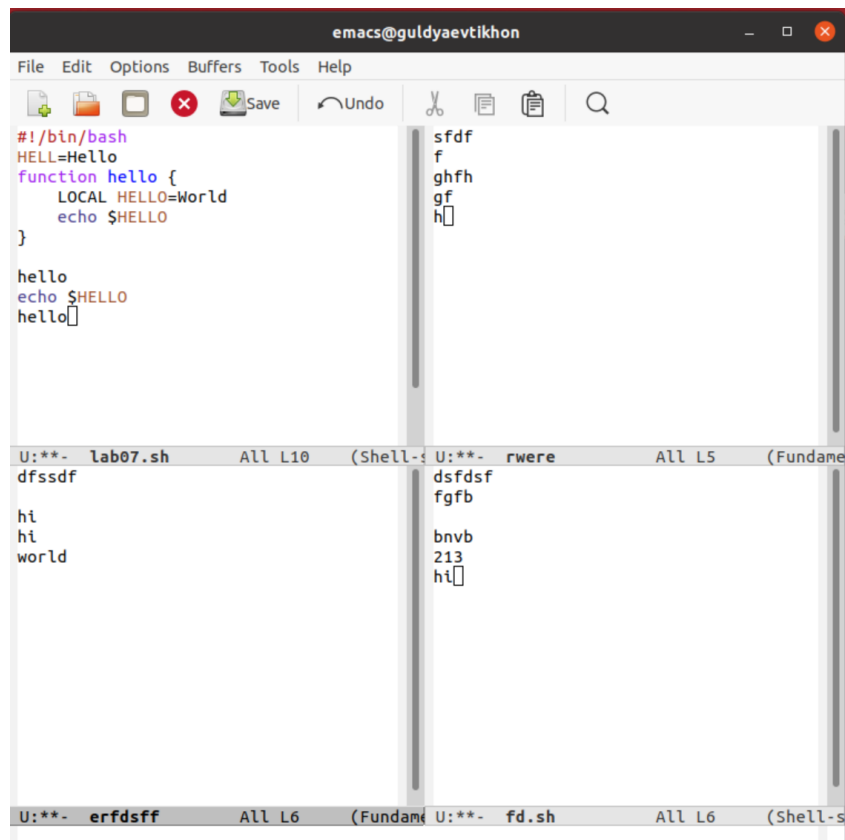 emacs@guldyaevtikhon
File Edit Options Buffers Tools Help
Save Undo
#!/bin/bash
HELL=Hello
function hello {
    LOCAL HELLO=World
    echo $HELLO
}
hello
echo $HELLO
hello
U:**-  lab07.sh       All L10    (Shell-s
sfdf
f
ghfh
gf
h
U:**-  rwere            All L5      (Fundame
dfssdf
hi
hi
world
U:**-  erfdsff        All L6     (Fundame
dsfdsf
fgfb
bnvb
213
hi
U:**-  fd.sh            All L6      (Shell-s